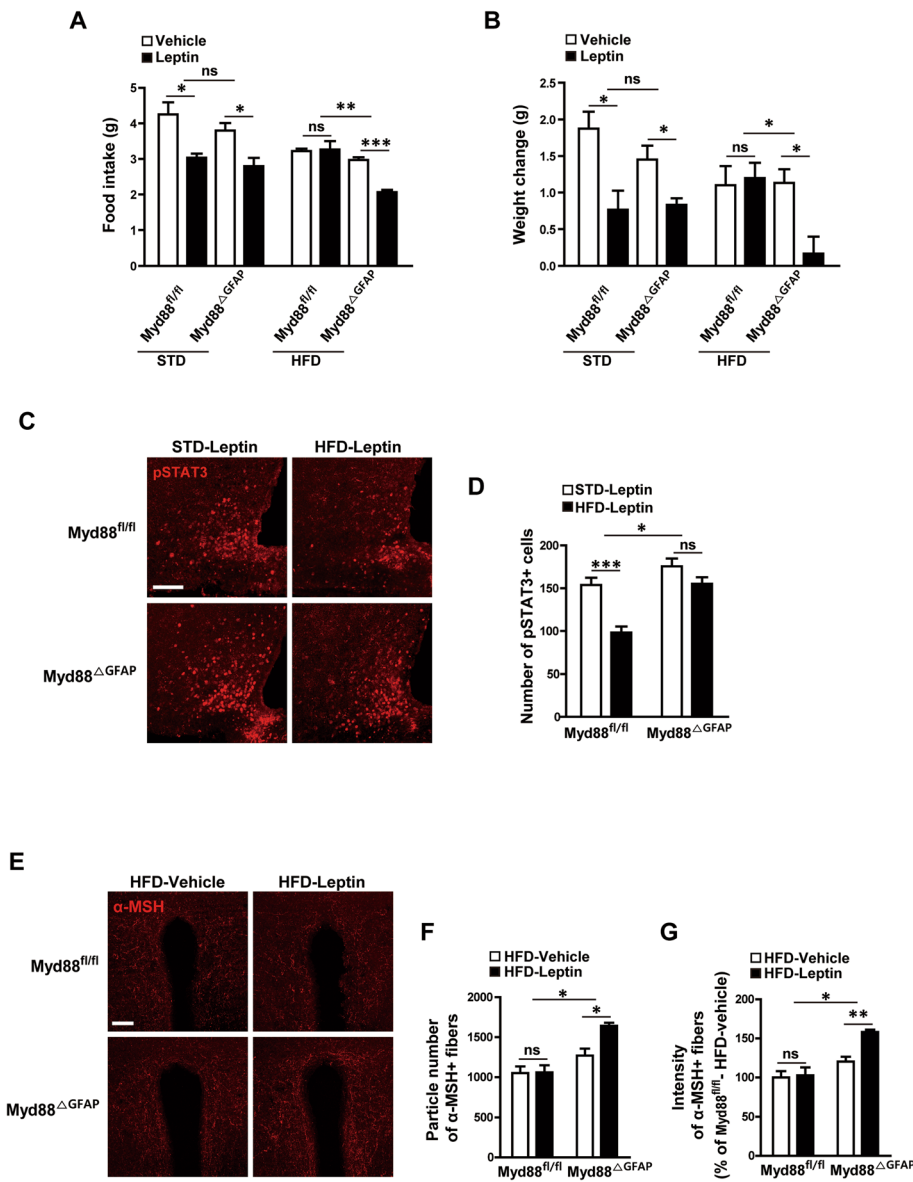 A
Vehicle
Leptin
Food intake (g)
5
4
3
2
1
0
*
ns
*
ns
**
***
Myd88fl/fl
Myd88△GFAP
Myd88fl/fl
Myd88△GFAP
STD
HFD
B
Vehicle
Leptin
Weight change (g)
2.5
2.0
1.5
1.0
0.5
0.0
*
ns
*
ns
*
*
Myd88fl/fl
Myd88△GFAP
Myd88fl/fl
Myd88△GFAP
STD
HFD
C
STD-Leptin HFD-Leptin
pSTAT3
Myd88fl/fl
Myd88△GFAP
D
STD-Leptin
HFD-Leptin
Number of pSTAT3+ cells
200
150
100
50
0
*
***
ns
Myd88fl/fl Myd88△GFAP
E
HFD-Vehicle HFD-Leptin
α-MSH
Myd88fl/fl
Myd88△GFAP
F
HFD-Vehicle
HFD-Leptin
Particle number
of α-MSH+ fibers
2000
1500
1000
500
0
*
ns
*
Myd88fl/fl Myd88△GFAP
G
HFD-Vehicle
HFD-Leptin
Intensity
of α-MSH+ fibers
(% of Myd88fl/fl- HFD-vehicle)
200
150
100
50
0
*
ns
**
Myd88fl/fl Myd88△GFAP